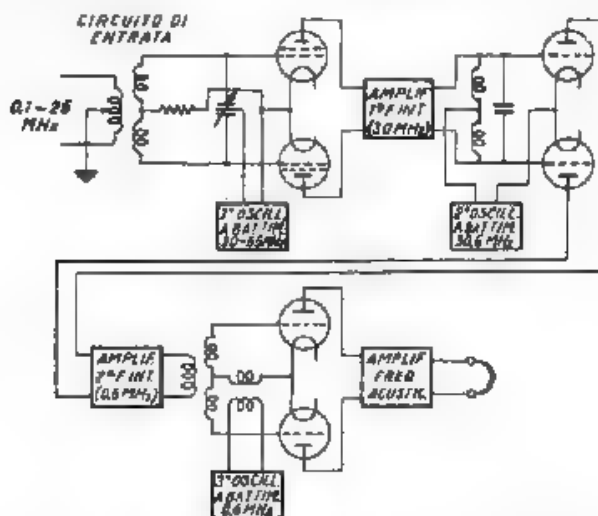 CIRCUITO DI
ENTRATA
0,1-25
MHz
AMPLIF
1ª F INT.
(30 MHz)
1° OSCILL
A BATTIM.
30-55 MHz
2° OSCILL
A BATTIM.
30,6 MHz
AMPLIF
2ª F INT.
(0,6 MHz)
AMPLIF
FREQ
ACUSTIC.
3° OSCILL
A BATTIM.
0,6 MHz